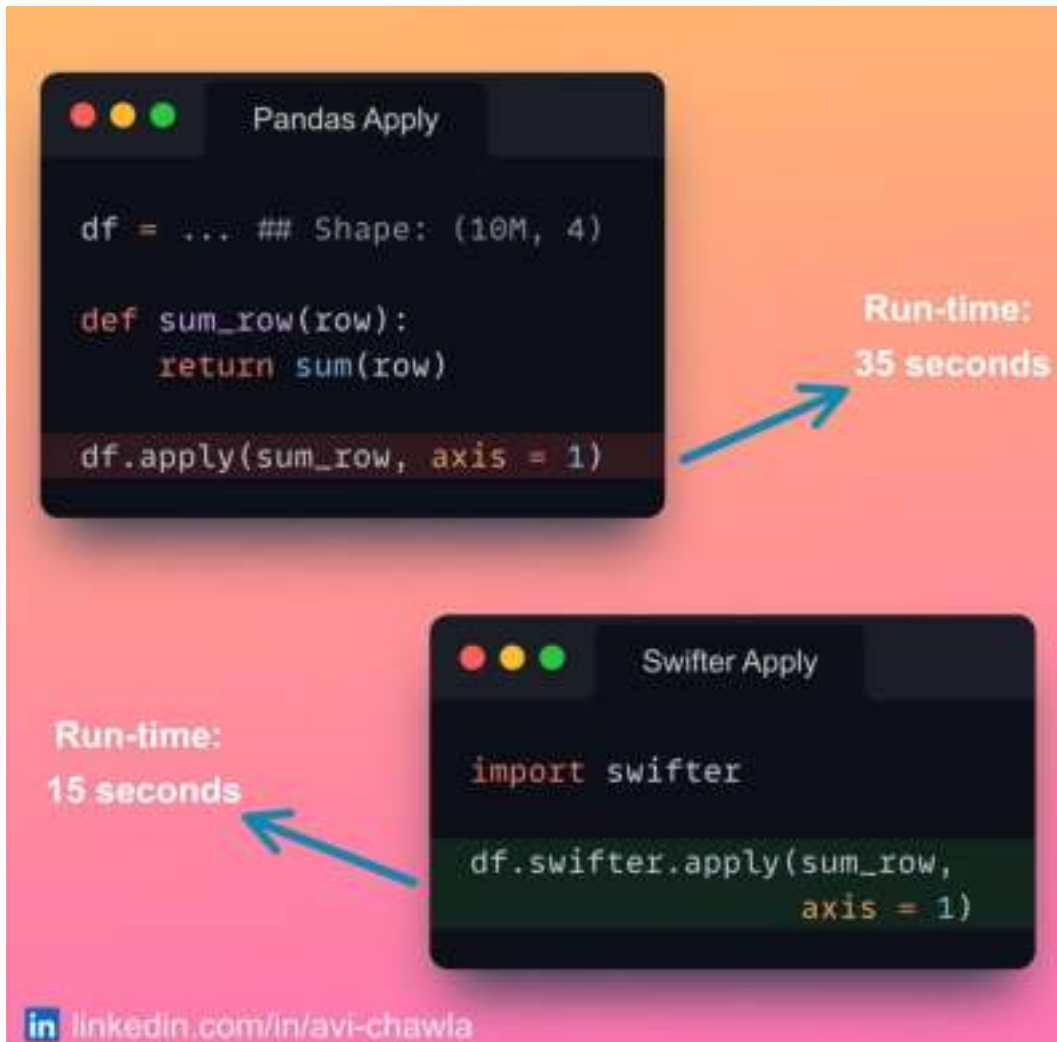 Pandas Apply
df = ... ## Shape: (10M, 4)
def sum_row(row):
    return sum(row)
df.apply(sum_row, axis = 1)
Run-time:
35 seconds
Swifter Apply
import swifter
df.swifter.apply(sum_row,
                 axis = 1)
Run-time:
15 seconds
in linkedin.com/in/avi-chawla